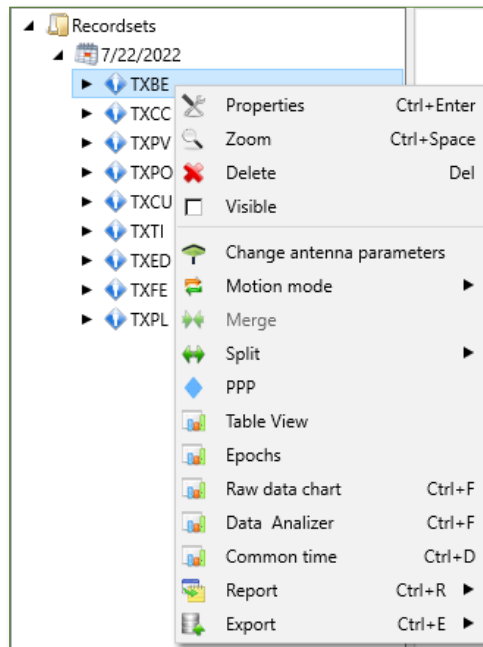 Recordsets
7/22/2022
TXBE
TXCC
TXPV
TXPO
TXCU
TXTI
TXED
TXFE
TXPL
Properties Ctrl+Enter
Zoom Ctrl+Space
Delete Del
Visible
Change antenna parameters
Motion mode
Merge
Split
PPP
Table View
Epochs
Raw data chart Ctrl+F
Data Analizer Ctrl+F
Common time Ctrl+D
Report Ctrl+R
Export Ctrl+E